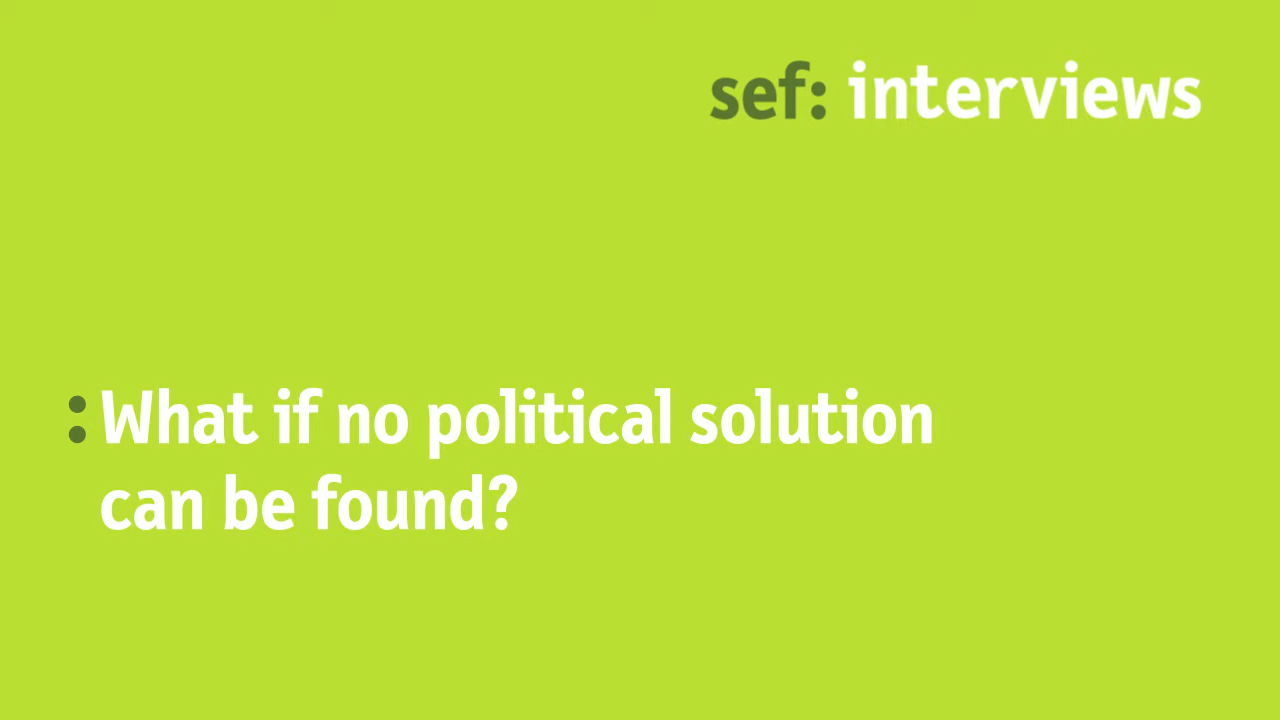 sef: interviews
: What if no political solution
can be found?